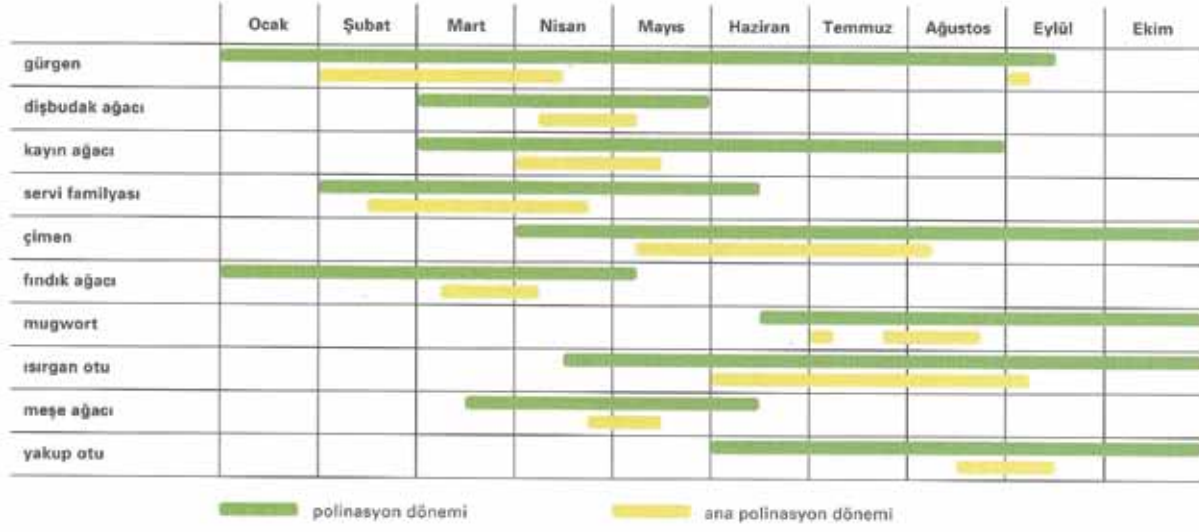 Ocak Şubat Mart Nisan Mayıs Haziran Temmuz Ağustos Eylül Ekim
gürgen
dişbudak ağacı
kayın ağacı
servi familyası
çimen
fındık ağacı
mugwort
ısırgan otu
meşe ağacı
yakup otu
polinasyon dönemi ana polinasyon dönemi